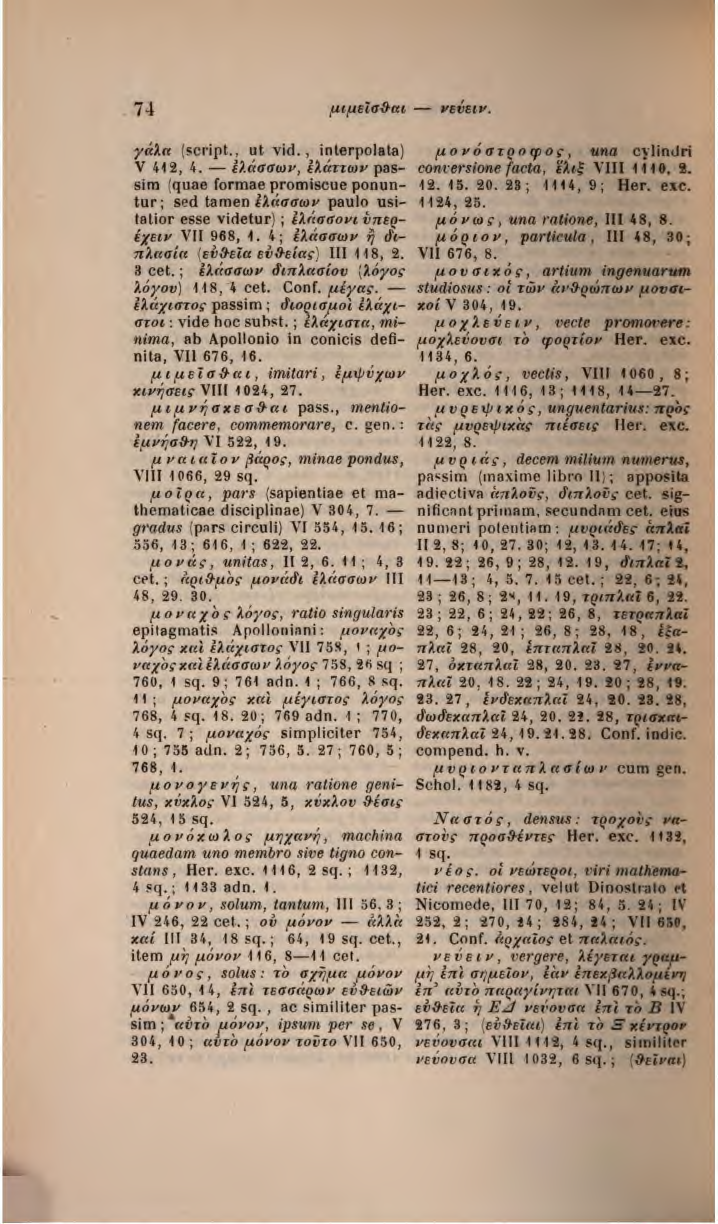 74
μιμεῖσθαι — νεύειν.
γάλα (script., ut vid., interpolata)
V 412, 4. — ἐλάσσων, ἐλάττων pas-
sim (quae formae promiscue ponun-
tur; sed tamen ἐλάσσων paulo usi-
tatior esse videtur); ἐλάσσονι ὑπερ-
έχειν VII 968, 1. 4; ἐλάσσων ἢ δι-
πλασία (εὐθεῖα εὐθείας) III 118, 2.
3 cet.; ἐλάσσων διπλασίου (λόγος
λόγου) 118, 4 cet. Conf. μέγας. —
ἐλάχιστος passim; διορισμοὶ ἐλάχι-
στοι: vide hoc subst.; ἐλάχιστα, mi-
nima, ab Apollonio in conicis defi-
nita, VII 676, 16.
μιμεῖσθαι, imitari, ἐμψύχων
κινήσεις VIII 1024, 27.
μιμνήσκεσθαι pass., mentio-
nem facere, commemorare, c. gen.:
ἐμνήσθη VI 522, 19.
μναιαῖον βάρος, minae pondus,
VIII 1066, 29 sq.
μοῖρα, pars (sapientiae et ma-
thematicae disciplinae) V 304, 7. —
gradus (pars circuli) VI 554, 15. 16;
556, 13; 616, 1; 622, 22.
μονάς, unitas, II 2, 6. 11; 4, 3
cet.; ἀριθμὸς μονάδι ἐλάσσων III
48, 29. 30.
μοναχὸς λόγος, ratio singularis
epitagmatis Apolloniani: μοναχὸς
λόγος καὶ ἐλάχιστος VII 758, 1; μο-
ναχὸς καὶ ἐλάσσων λόγος 758, 26 sq;
760, 1 sq. 9; 761 adn. 1; 766, 8 sq.
11; μοναχὸς καὶ μέγιστος λόγος
768, 4 sq. 18. 20; 769 adn. 1; 770,
4 sq. 7; μοναχός simpliciter 754,
10; 755 adn. 2; 756, 5. 27; 760, 5;
768, 1.
μονογενής, una ratione geni-
tus, κύκλος VI 524, 5, κύκλου θέσις
524, 15 sq.
μονόκωλος μηχανή, machina
quaedam uno membro sive tigno con-
stans, Her. exc. 1116, 2 sq.; 1132,
4 sq.; 1133 adn. 1.
μόνον, solum, tantum, III 56, 3;
IV 246, 22 cet.; οὐ μόνον — ἀλλὰ
καί III 34, 18 sq.; 64, 19 sq. cet.,
item μὴ μόνον 116, 8—11 cet.
μόνος, solus: τὸ σχῆμα μόνον
VII 650, 14, ἐπὶ τεσσάρων εὐθειῶν
μόνων 654, 2 sq., ac similiter pas-
sim; αὐτὸ μόνον, ipsum per se, V
304, 10; αὐτὸ μόνον τοῦτο VII 650,
23.
μονόστροφος, una cylindri
conversione facta, ἕλιξ VIII 1110, 2.
12. 15. 20. 23; 1114, 9; Her. exc.
1124, 25.
μόνως, una ratione, III 48, 8.
μόριον, particula, III 48, 30;
VII 676, 8.
μουσικός, artium ingenuarum
studiosus: οἱ τῶν ἀνθρώπων μουσι-
κοί V 304, 19.
μοχλεύειν, vecte promovere:
μοχλεύουσι τὸ φορτίον Her. exc.
1134, 6.
μοχλός, vectis, VIII 1060, 8;
Her. exc. 1116, 13; 1118, 14—27.
μυρεψικός, unguentarius: πρὸς
τὰς μυρεψικὰς πιέσεις Her. exc.
1122, 8.
μυριάς, decem milium numerus,
passim (maxime libro II); apposita
adiectiva ἁπλοῦς, διπλοῦς cet. sig-
nificant primam, secundam cet. eius
numeri potentiam: μυριάδες ἁπλαῖ
II 2, 8; 10, 27. 30; 12, 13. 14. 17; 14,
19. 22; 26, 9; 28, 12. 19, διπλαῖ 2,
11—13; 4, 5. 7. 15 cet.; 22, 6; 24,
23; 26, 8; 28, 11. 19, τριπλαῖ 6, 22.
23; 22, 6; 24, 22; 26, 8, τετραπλαῖ
22, 6; 24, 21; 26, 8; 28, 18, ἑξα-
πλαῖ 28, 20, ἑπταπλαῖ 28, 20. 24.
27, ὀκταπλαῖ 28, 20. 23. 27, ἐννα-
πλαῖ 20, 18. 22; 24, 19. 20; 28, 19.
23. 27, ἑνδεκαπλαῖ 24, 20. 23. 28,
δωδεκαπλαῖ 24, 20. 22. 28, τρισκαι-
δεκαπλαῖ 24, 19. 21. 28. Conf. indic.
compend. h. v.
μυριονταπλασίων cum gen.
Schol. 1182, 4 sq.
Ναστός, densus: τροχοὺς να-
στοὺς προσθέντες Her. exc. 1132,
1 sq.
νέος. οἱ νεώτεροι, viri mathema-
tici recentiores, velut Dinostrato et
Nicomede, III 70, 12; 84, 5. 24; IV
252, 2; 270, 24; 284, 24; VII 650,
21. Conf. ἀρχαῖος et παλαιός.
νεύειν, vergere, λέγεται γραμ-
μὴ ἐπὶ σημεῖον, ἐὰν ἐπεκβαλλομένη
ἐπ’ αὐτὸ παραγίνηται VII 670, 4 sq.;
εὐθεῖα ἡ ΕΔ νεύουσα ἐπὶ τὸ Β IV
276, 3; (εὐθεῖαι) ἐπὶ τὸ Ξ κέντρον
νεύουσαι VIII 1112, 4 sq., similiter
νεύουσα VIII 1032, 6 sq.; (θεῖναι)